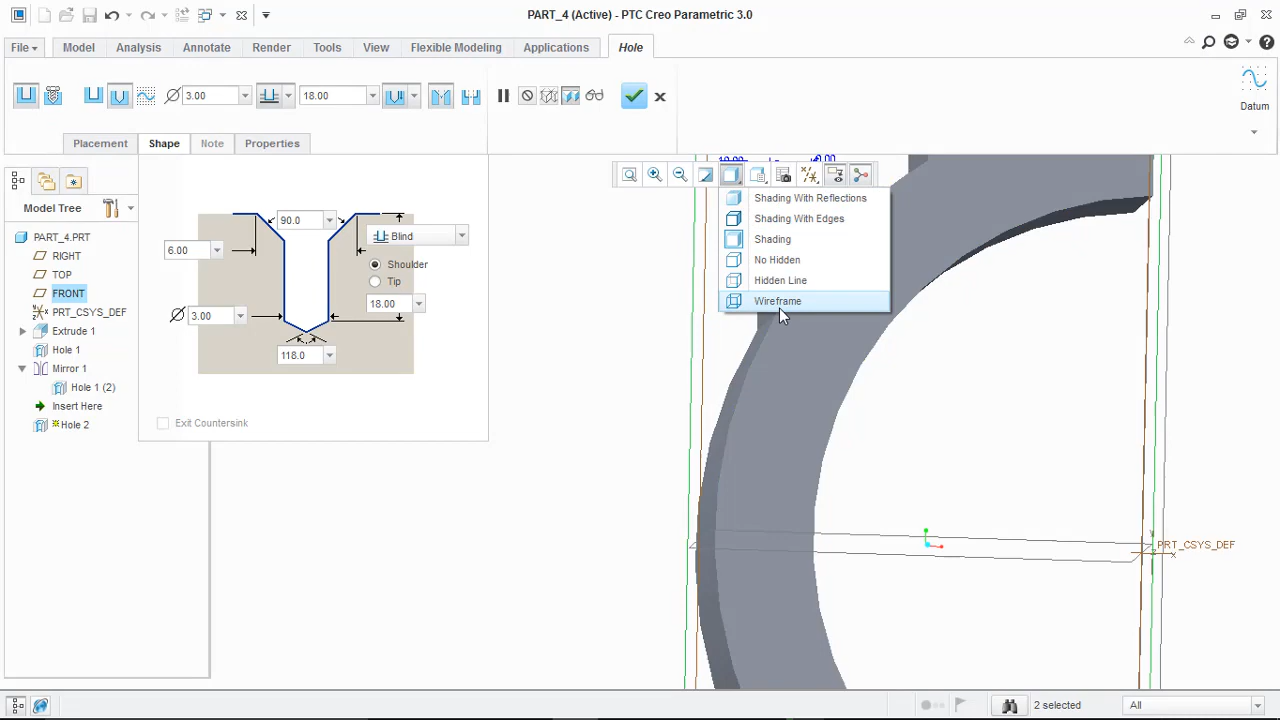 PART_4 (Active) - PTC Creo Parametric 3.0
File Model Analysis Annotate Render Tools View Flexible Modeling Applications Hole
3.00 18.00
Datum
Placement Shape Note Properties
Model Tree
PART_4.PRT
RIGHT
TOP
FRONT
PRT_CSYS_DEF
Extrude 1
Hole 1
Mirror 1
Hole 1 (2)
Insert Here
Hole 2
90.0
Blind
6.00
Shoulder
Tip
18.00
3.00
118.0
Exit Countersink
Shading With Reflections
Shading With Edges
Shading
No Hidden
Hidden Line
Wireframe
PRT_CSYS_DEF
2 selected All